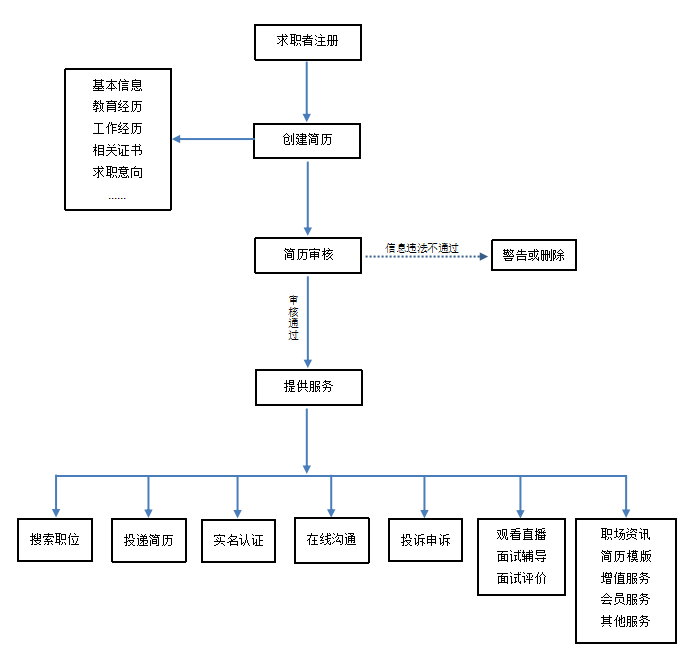 求职者注册
基本信息
教育经历
工作经历
相关证书
求职意向
......
创建简历
简历审核
信息违法不通过
警告或删除
审核通过
提供服务
搜索职位
投递简历
实名认证
在线沟通
投诉申诉
观看直播
面试辅导
面试评价
职场资讯
简历模版
增值服务
会员服务
其他服务